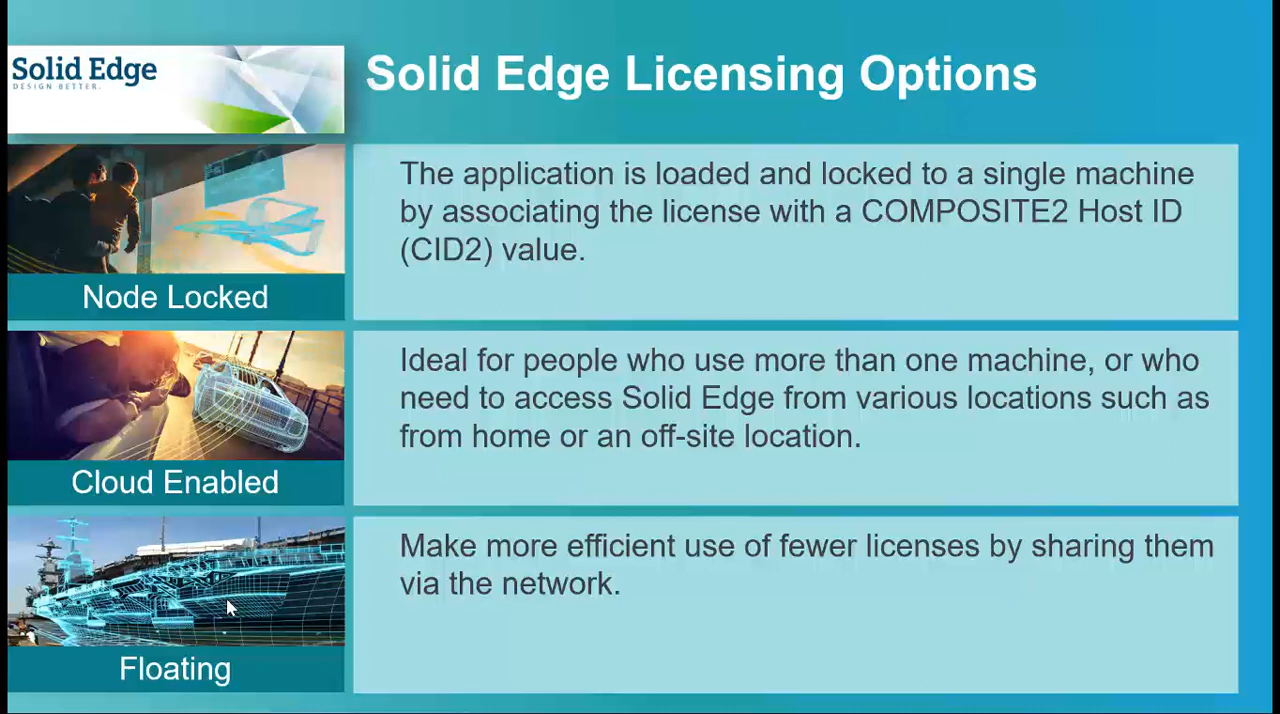 Solid Edge
DESIGN BETTER.
Solid Edge Licensing Options
Node Locked
The application is loaded and locked to a single machine
by associating the license with a COMPOSITE2 Host ID
(CID2) value.
Cloud Enabled
Ideal for people who use more than one machine, or who
need to access Solid Edge from various locations such as
from home or an off-site location.
Floating
Make more efficient use of fewer licenses by sharing them
via the network.